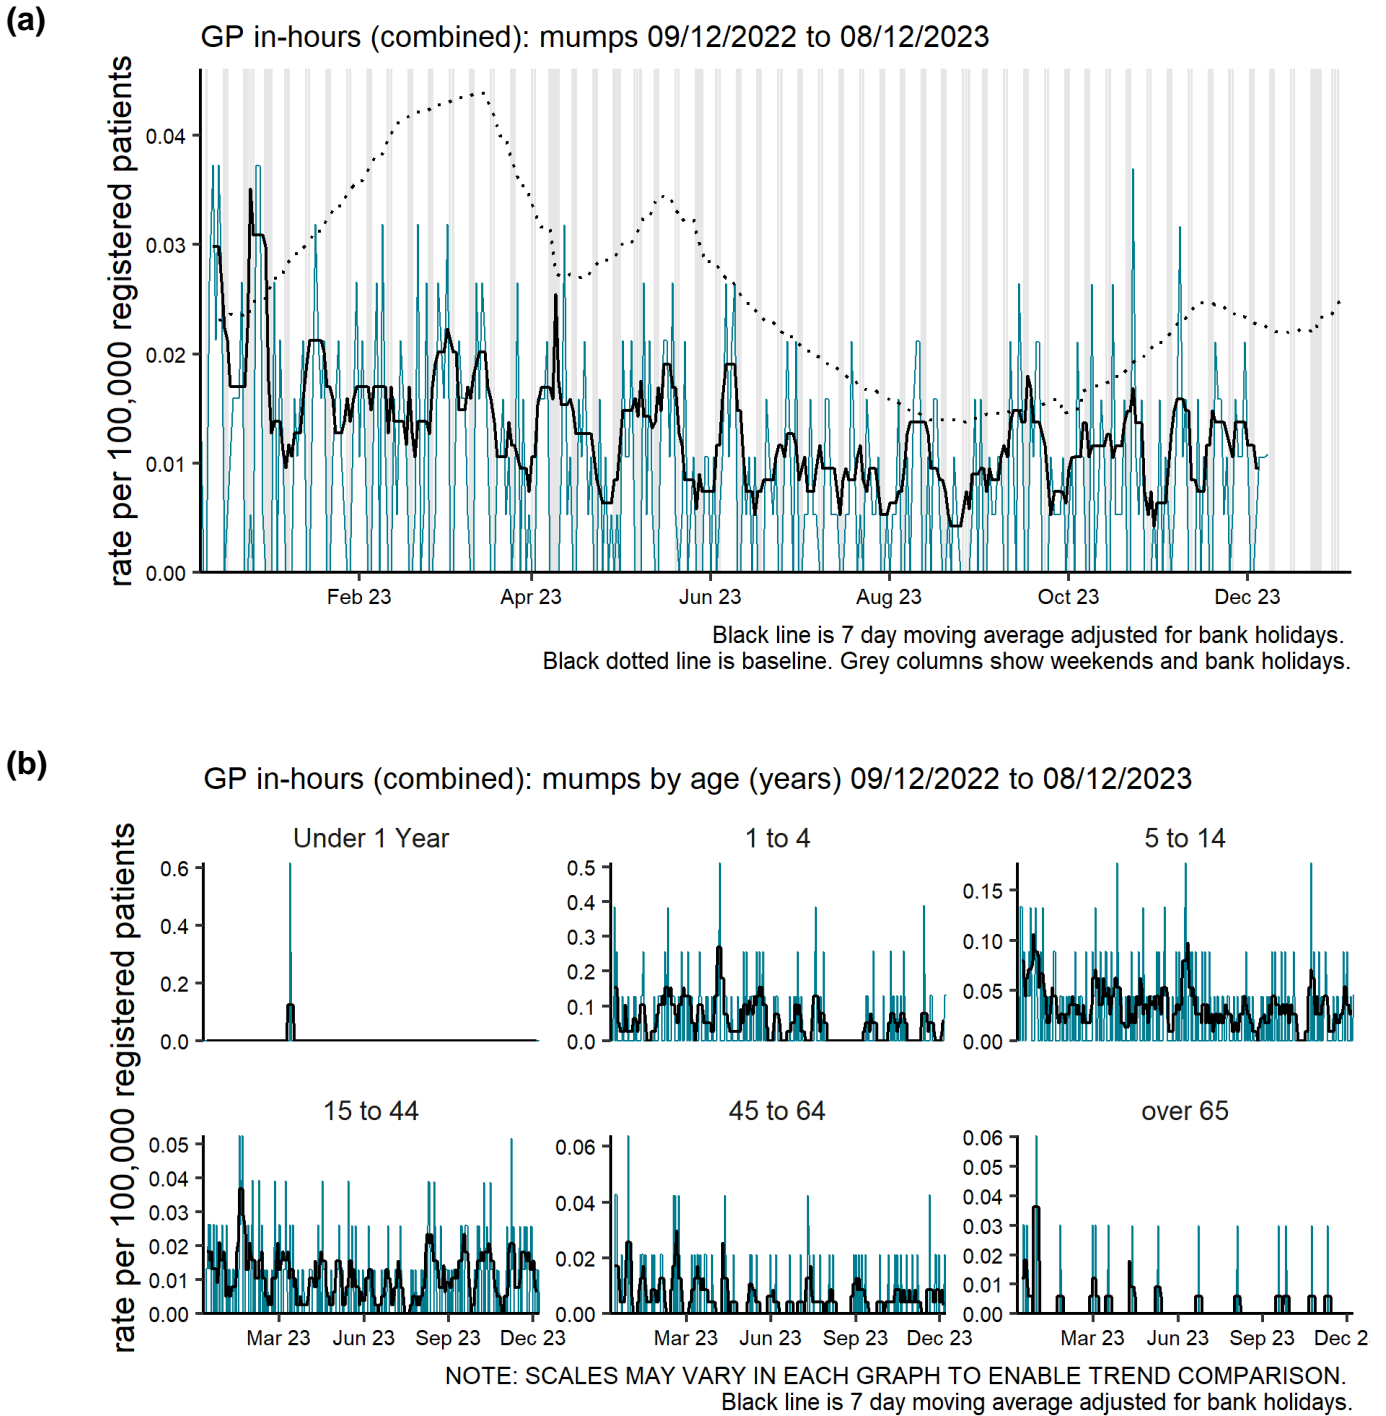 (a)
GP in-hours (combined): mumps 09/12/2022 to 08/12/2023
rate per 100,000 registered patients
0.04
0.03
0.02
0.01
0.00
Feb 23 Apr 23 Jun 23 Aug 23 Oct 23 Dec 23
Black line is 7 day moving average adjusted for bank holidays.
Black dotted line is baseline. Grey columns show weekends and bank holidays.
(b)
GP in-hours (combined): mumps by age (years) 09/12/2022 to 08/12/2023
rate per 100,000 registered patients
Under 1 Year
0.6
0.4
0.2
0.0
1 to 4
0.5
0.4
0.3
0.2
0.1
0.0
5 to 14
0.15
0.10
0.05
0.00
15 to 44
0.05
0.04
0.03
0.02
0.01
0.00
Mar 23 Jun 23 Sep 23 Dec 23
45 to 64
0.06
0.04
0.02
0.00
Mar 23 Jun 23 Sep 23 Dec 23
over 65
0.06
0.05
0.04
0.03
0.02
0.01
0.00
Mar 23 Jun 23 Sep 23 Dec 2
NOTE: SCALES MAY VARY IN EACH GRAPH TO ENABLE TREND COMPARISON.
Black line is 7 day moving average adjusted for bank holidays.